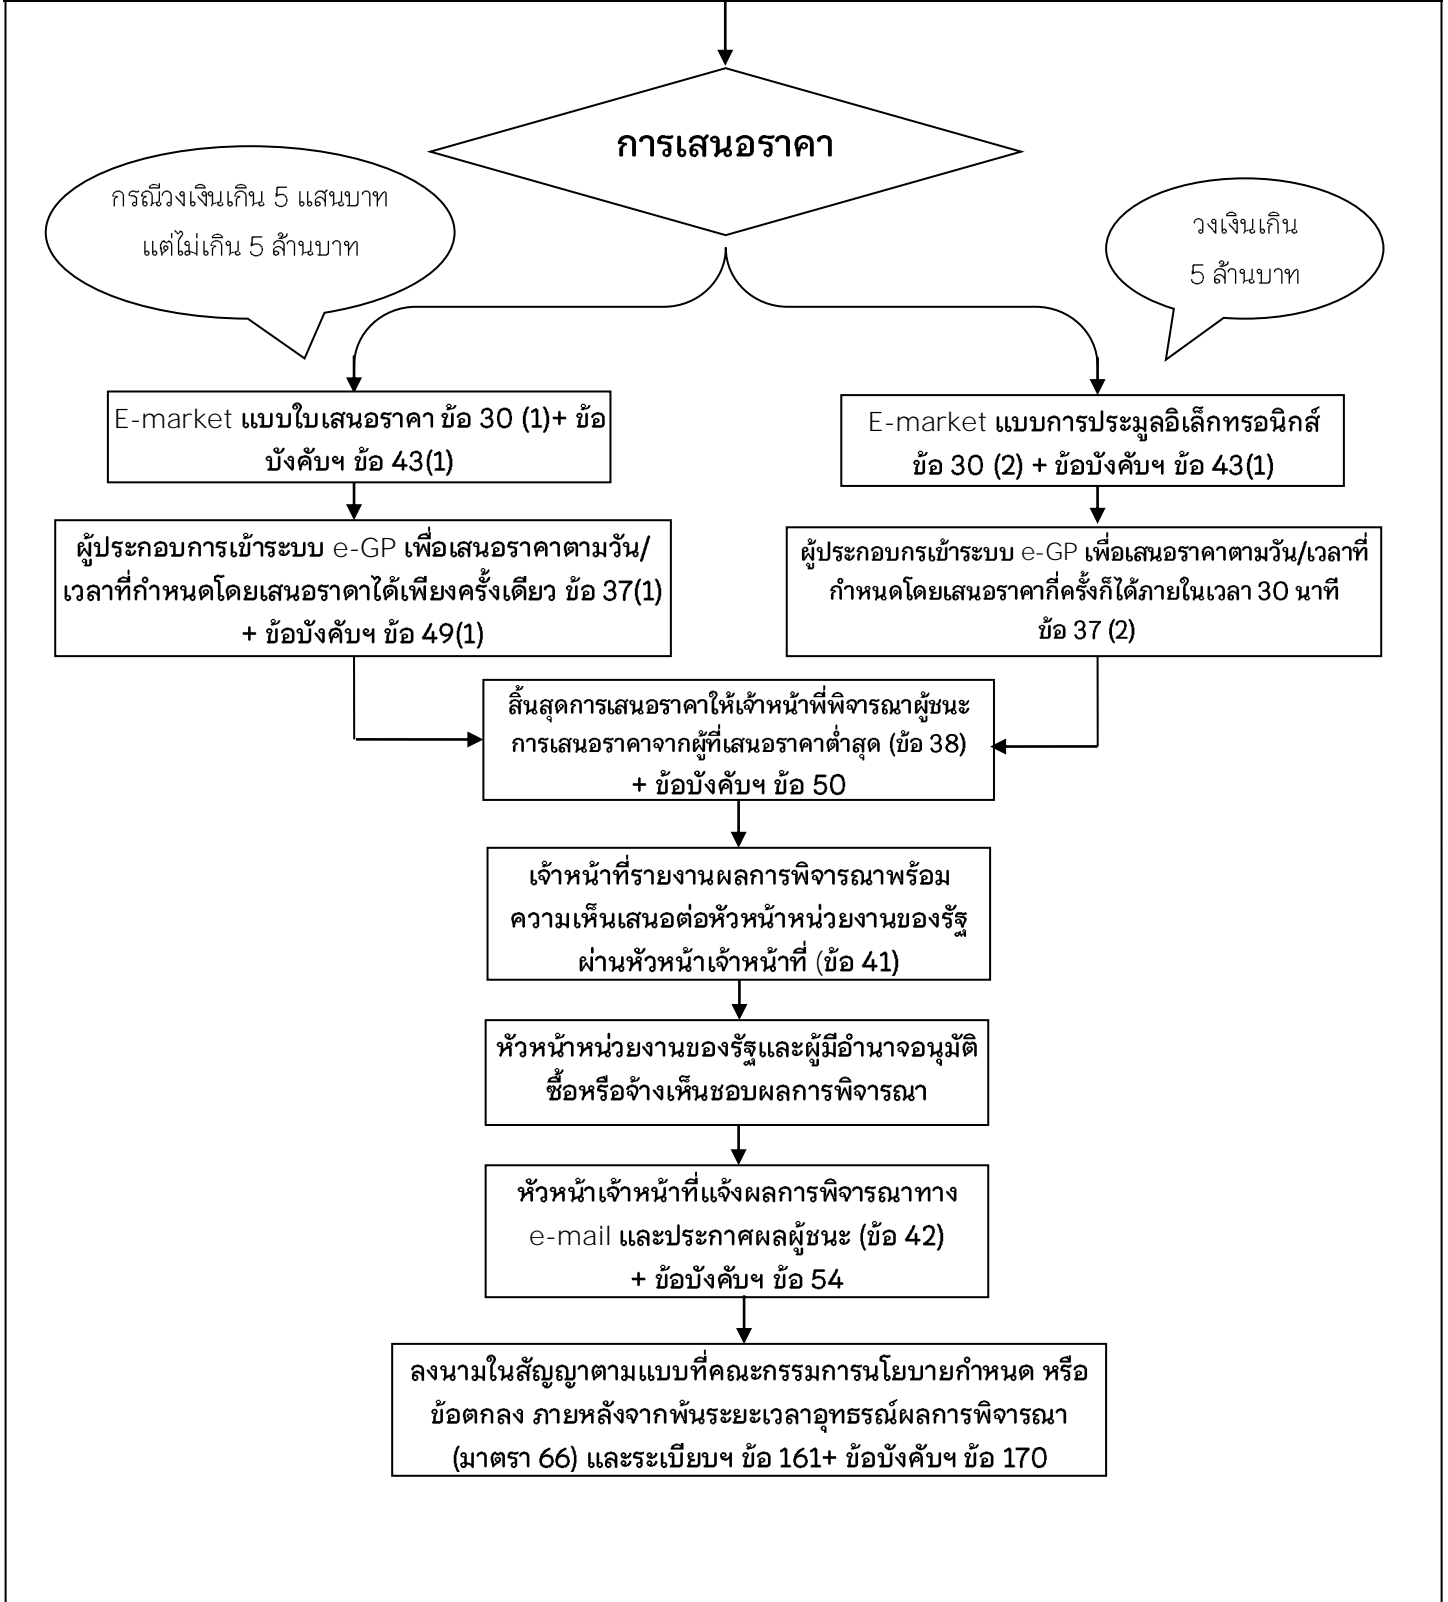 การเสนอราคา
กรณีวงเงินเกิน 5 แสนบาท
แต่ไม่เกิน 5 ล้านบาท
วงเงินเกิน
5 ล้านบาท
E-market แบบใบเสนอราคา ข้อ 30 (1)+ ข้อ
บังคับฯ ข้อ 43(1)
E-market แบบการประมูลอิเล็กทรอนิกส์
ข้อ 30 (2) + ข้อบังคับฯ ข้อ 43(1)
ผู้ประกอบการเข้าระบบ e-GP เพื่อเสนอราคาตามวัน/
เวลาที่กำหนดโดยเสนอราดาได้เพียงครั้งเดียว ข้อ 37(1)
+ ข้อบังคับฯ ข้อ 49(1)
ผู้ประกอบกรเข้าระบบ e-GP เพื่อเสนอราคาตามวัน/เวลาที่
กำหนดโดยเสนอราคากี่ครั้งก็ได้ภายในเวลา 30 นาที
ข้อ 37 (2)
สิ้นสุดการเสนอราคาให้เจ้าหน้าพี่พิจารณาผู้ชนะ
การเสนอราคาจากผู้ที่เสนอราคาต่ำสุด (ข้อ 38)
+ ข้อบังคับฯ ข้อ 50
เจ้าหน้าที่รายงานผลการพิจารณาพร้อม
ความเห็นเสนอต่อหัวหน้าหน่วยงานของรัฐ
ผ่านหัวหน้าเจ้าหน้าที่ (ข้อ 41)
หัวหน้าหน่วยงานของรัฐและผู้มีอำนาจอนุมัติ
ซื้อหรือจ้างเห็นชอบผลการพิจารณา
หัวหน้าเจ้าหน้าที่แจ้งผลการพิจารณาทาง
e-mail และประกาศผลผู้ชนะ (ข้อ 42)
+ ข้อบังคับฯ ข้อ 54
ลงนามในสัญญาตามแบบที่คณะกรรมการนโยบายกำหนด หรือ
ข้อตกลง ภายหลังจากพ้นระยะเวลาอุทธรณ์ผลการพิจารณา
(มาตรา 66) และระเบียบฯ ข้อ 161+ ข้อบังคับฯ ข้อ 170